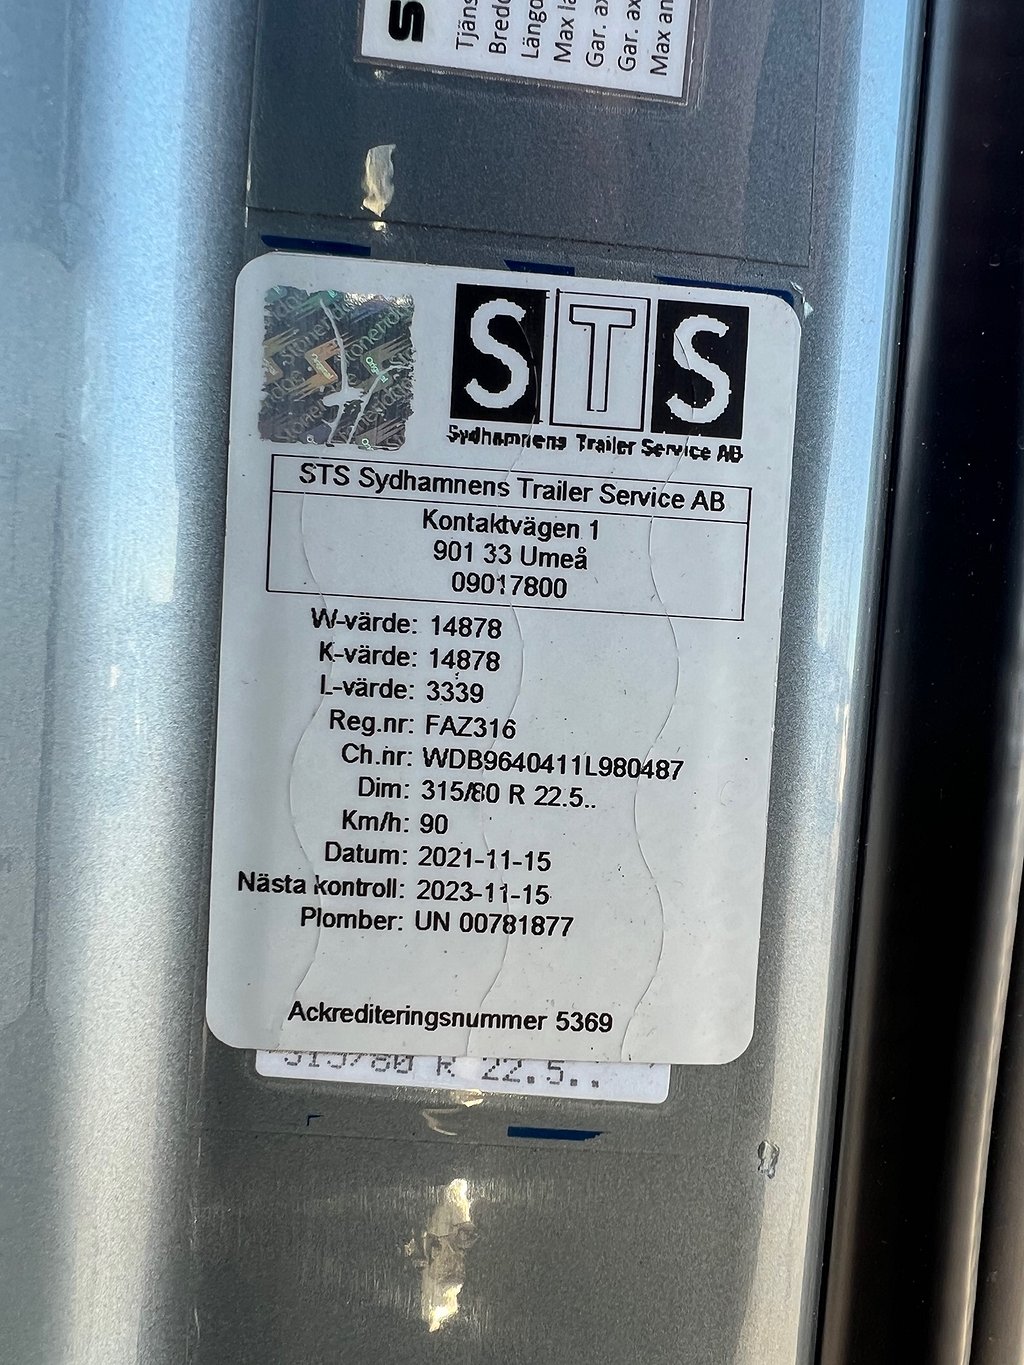 Tjäns
Bredd
Längd
Max la
Gar. ax
Gar. ax
Max an
STS
Sydhamnens Trailer Service AB
STS Sydhamnens Trailer Service AB
Kontaktvägen 1
901 33 Umeå
09017800
W-värde: 14878
K-värde: 14878
L-värde: 3339
Reg.nr: FAZ316
Ch.nr: WDB9640411L980487
Dim: 315/80 R 22.5..
Km/h: 90
Datum: 2021-11-15
Nästa kontroll: 2023-11-15
Plomber: UN 00781877
Ackrediteringsnummer 5369
315/80 R 22.5..